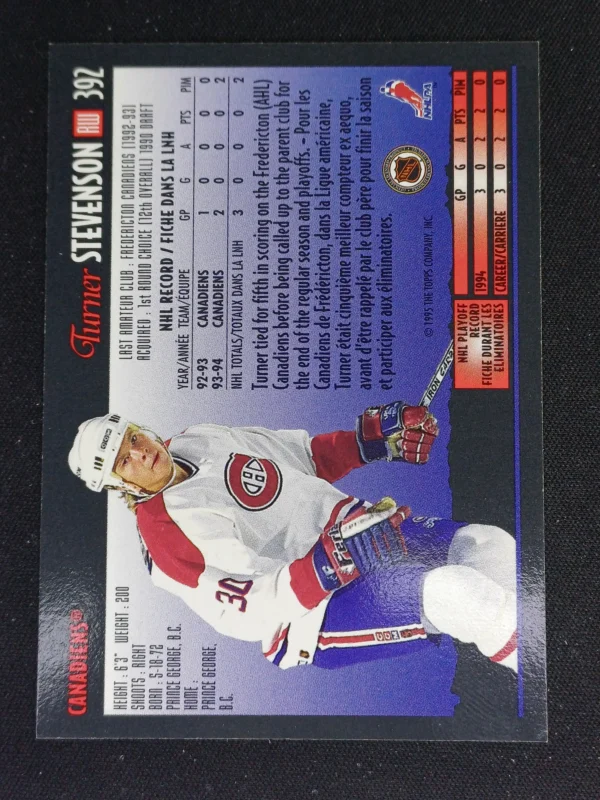 CANADIENS
Turner STEVENSON RW 392
HEIGHT : 6'3" WEIGHT : 200
SHOOTS : RIGHT
BORN : 5-18-72
PRINCE GEORGE, B.C.
HOME :
PRINCE GEORGE,
B.C.
LAST AMATEUR CLUB : FREDERICTON CANADIENS (1992-93)
ACQUIRED : 1st ROUND CHOICE (12th OVERALL) 1990 DRAFT
NHL RECORD / FICHE DANS LA LNH
YEAR/ANNÉE TEAM/ÉQUIPE GP G A PTS PIM
92-93 CANADIENS 1 0 0 0 0
93-94 CANADIENS 2 0 0 0 2
NHL TOTALS/TOTAUX DANS LA LNH 3 0 0 0 2
Turner tied for fifth in scoring on the Fredericton (AHL)
Canadiens before being called up to the parent club for
the end of the regular season and playoffs. – Pour les
Canadiens de Frédéricton, dans la ligue américaine,
Turner était cinquième meilleur compteur ex aequo,
avant d'être rappelé par le club père pour finir la saison
et participer aux éliminatoires.
© 1995 THE TOPPS COMPANY, INC.
NHL
NHLPA
NHL PLAYOFF
RECORD
FICHE DURANT LES
ELIMINATOIRES
GP G A PTS PIM
1994 3 0 2 2 0
CAREER/CARRIÈRE 3 0 2 2 0
30